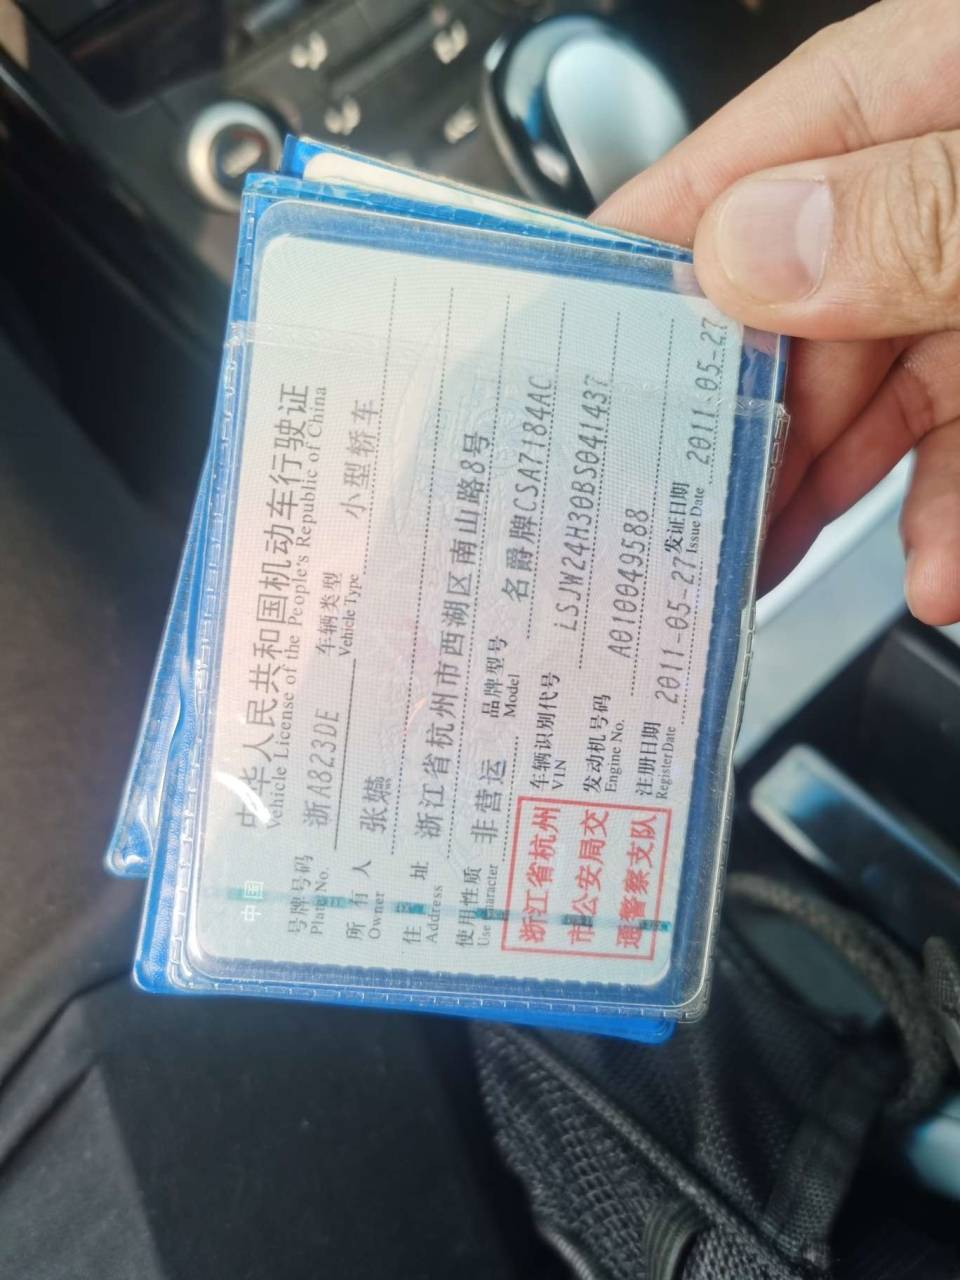 中华人民共和国机动车行驶证
Vehicle License of the People's Republic of China
中国
号牌号码 浙A823DE 车辆类型 小型轿车
Plate No. Vehicle Type
所有人 张嬿
Owner
住址 浙江省杭州市西湖区南山路8号
Address
使用性质 非营运 品牌型号 名爵牌CSA7184AC
Use Character Model
浙江省杭州
市公安局交
通警察支队
车辆识别代号 LSJW24H30BS041437
VIN
发动机号码 A010049588
Engine No.
注册日期 2011-05-27 发证日期 2011-05-27
Register Date Issue Date